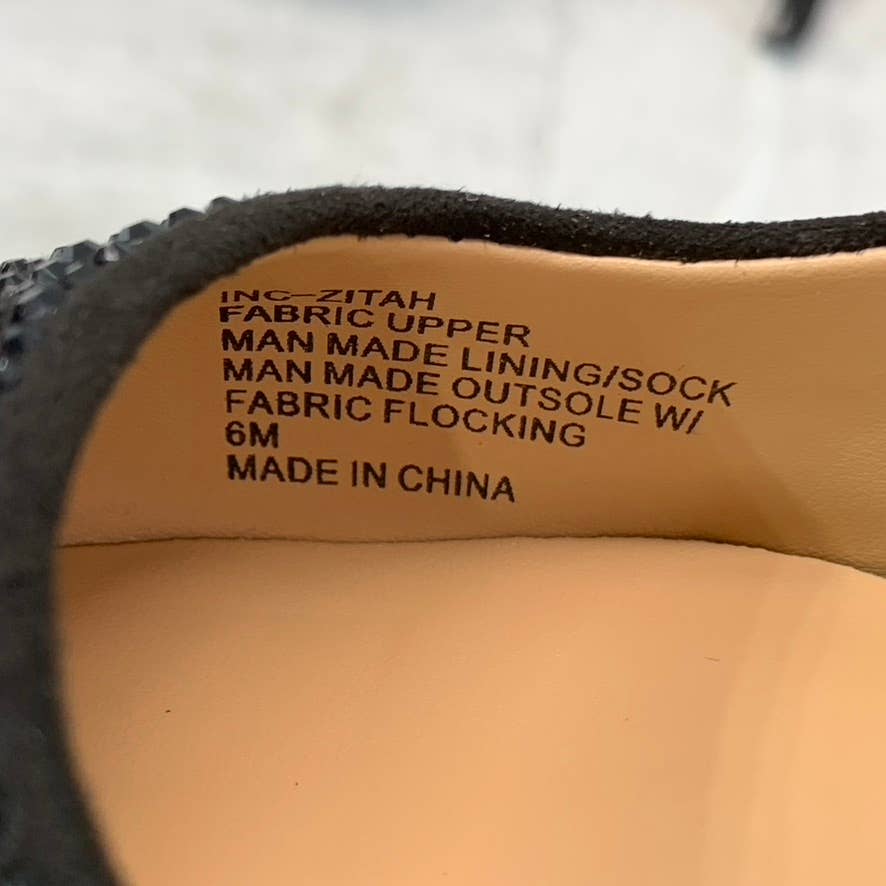 INC-ZITAH
FABRIC UPPER
MAN MADE LINING/SOCK
MAN MADE OUTSOLE W/
FABRIC FLOCKING
6M
MADE IN CHINA